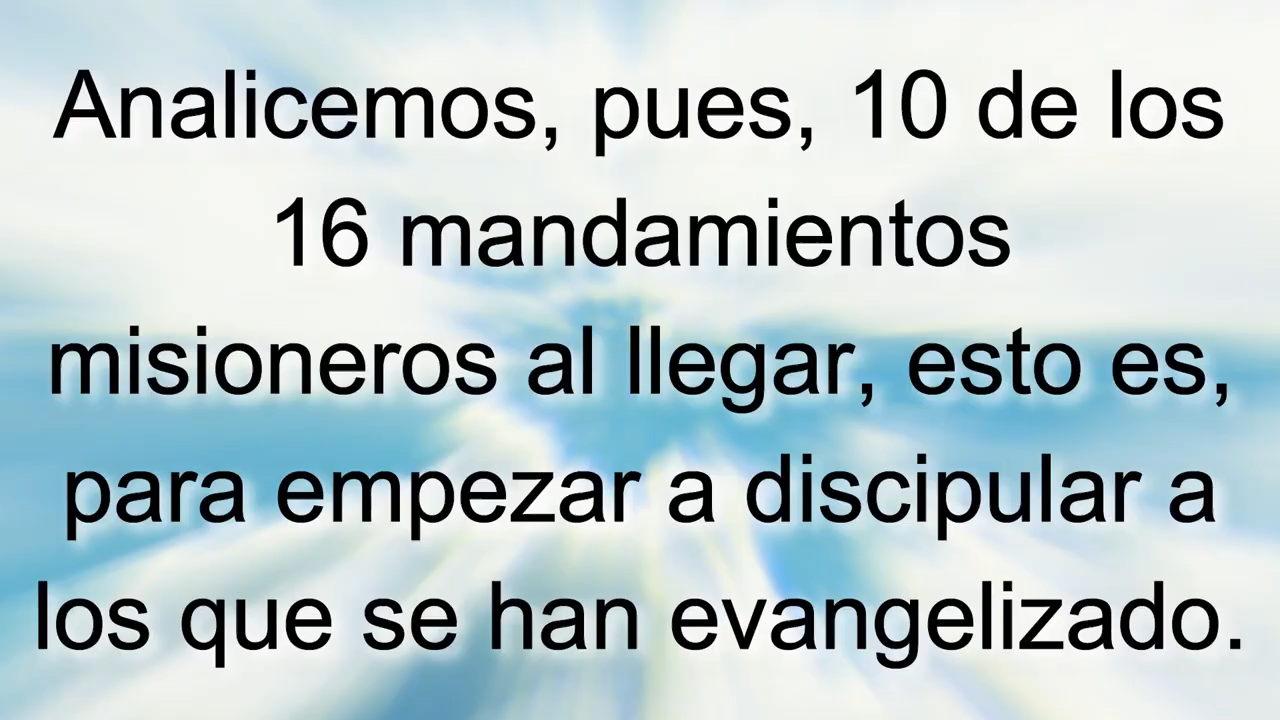 Analicemos, pues, 10 de los
16 mandamientos
misioneros al llegar, esto es,
para empezar a discipular a
los que se han evangelizado.